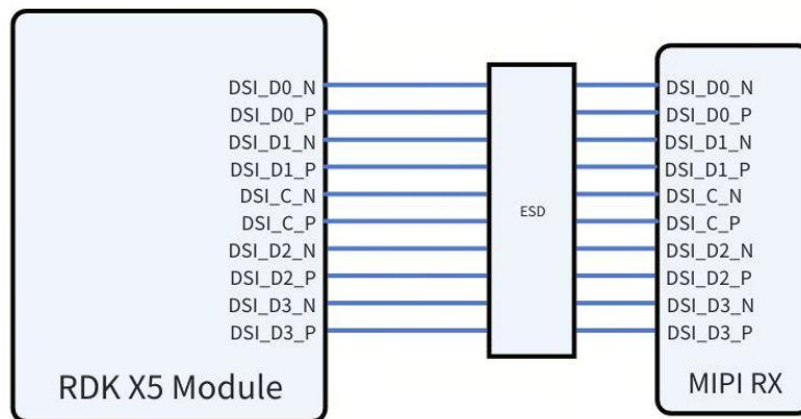 DSI_D0_N
DSI_D0_P
DSI_D1_N
DSI_D1_P
DSI_C_N
DSI_C_P
DSI_D2_N
DSI_D2_P
DSI_D3_N
DSI_D3_P
RDK X5 Module
ESD
DSI_D0_N
DSI_D0_P
DSI_D1_N
DSI_D1_P
DSI_C_N
DSI_C_P
DSI_D2_N
DSI_D2_P
DSI_D3_N
DSI_D3_P
MIPI RX